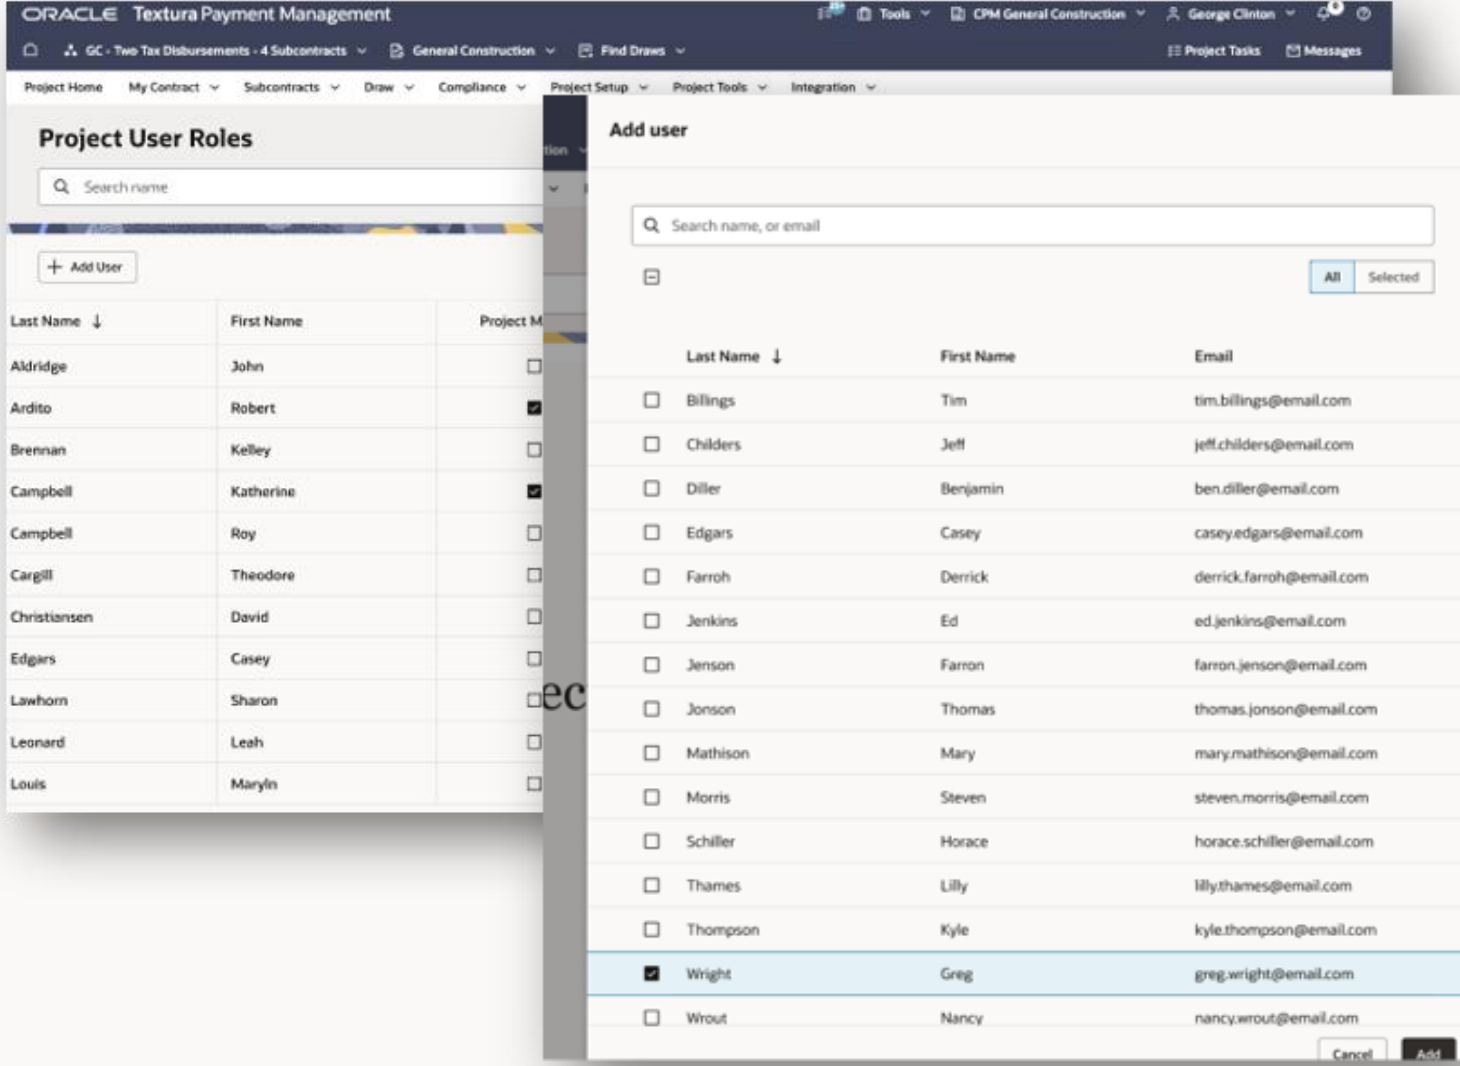 ORACLE Textura Payment Management
Tools CPM General Construction George Clinton
GC - Two Tax Disbursements - 4 Subcontracts General Construction Find Draws Project Tasks Messages
Project Home My Contract Subcontracts Draw Compliance Project Setup Project Tools Integration
Project User Roles
Search name
Add User
Last Name First Name Project M
Aldridge John
Ardito Robert
Brennan Kelley
Campbell Katherine
Campbell Roy
Cargill Theodore
Christiansen David
Edgars Casey
Lawhorn Sharon
Leonard Leah
Louis Maryln
tion
ec
Add user
Search name, or email
All Selected
Last Name First Name Email
Billings Tim tim.billings@email.com
Childers Jeff jeff.childers@email.com
Diller Benjamin ben.diller@email.com
Edgars Casey casey.edgars@email.com
Farroh Derrick derrick.farroh@email.com
Jenkins Ed ed.jenkins@email.com
Jenson Farron farron.jenson@email.com
Jonson Thomas thomas.jonson@email.com
Mathison Mary mary.mathison@email.com
Morris Steven steven.morris@email.com
Schiller Horace horace.schiller@email.com
Thames Lilly lilly.thames@email.com
Thompson Kyle kyle.thompson@email.com
Wright Greg greg.wright@email.com
Wrout Nancy nancy.wrout@email.com
Cancel Add